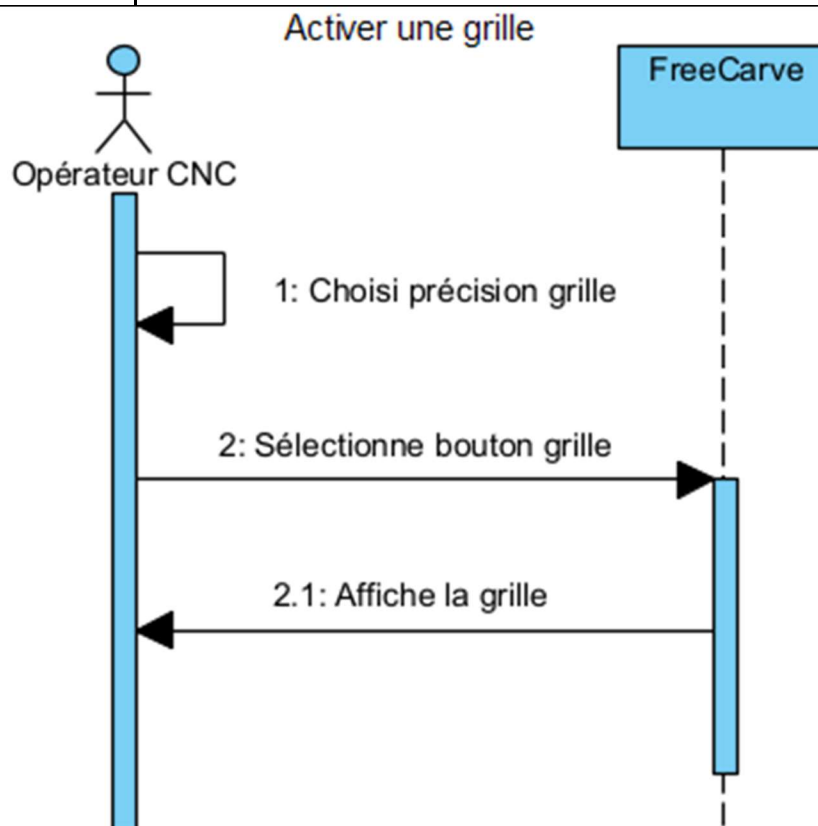 Activer une grille
FreeCarve
Opérateur CNC
1: Choisi précision grille
2: Sélectionne bouton grille
2.1: Affiche la grille